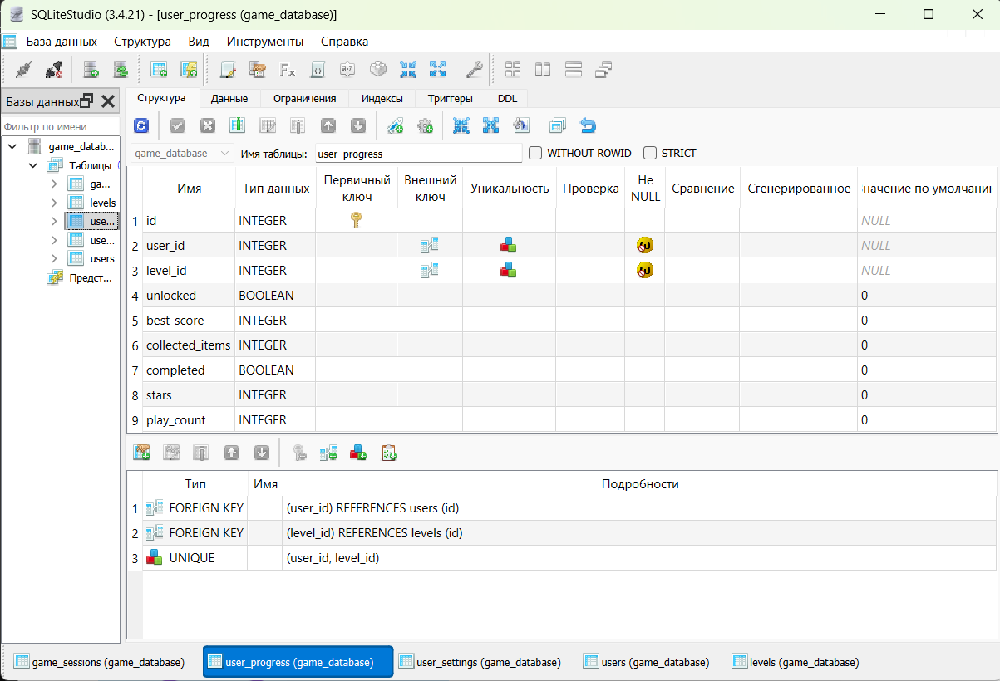 SQLiteStudio (3.4.21) - [user_progress (game_database)]
База данных Структура Вид Инструменты Справка
Базы данных
Фильтр по имени
game_datab...
Таблицы
ga...
levels
use...
use...
users
Предст...
Структура Данные Ограничения Индексы Триггеры DDL
game_database Имя таблицы: user_progress WITHOUT ROWID STRICT
Имя Тип данных Первичный ключ Внешний ключ Уникальность Проверка Не NULL Сравнение Сгенерированное начение по умолчанию
1 id INTEGER NULL
2 user_id INTEGER NULL
3 level_id INTEGER NULL
4 unlocked BOOLEAN 0
5 best_score INTEGER 0
6 collected_items INTEGER 0
7 completed BOOLEAN 0
8 stars INTEGER 0
9 play_count INTEGER 0
Тип Имя Подробности
1 FOREIGN KEY (user_id) REFERENCES users (id)
2 FOREIGN KEY (level_id) REFERENCES levels (id)
3 UNIQUE (user_id, level_id)
game_sessions (game_database) user_progress (game_database) user_settings (game_database) users (game_database) levels (game_database)